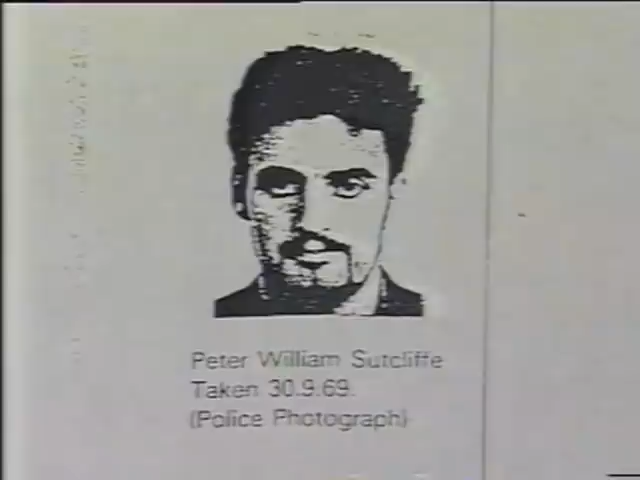 Peter William Sutcliffe
Taken 30.9.69.
(Police Photograph)